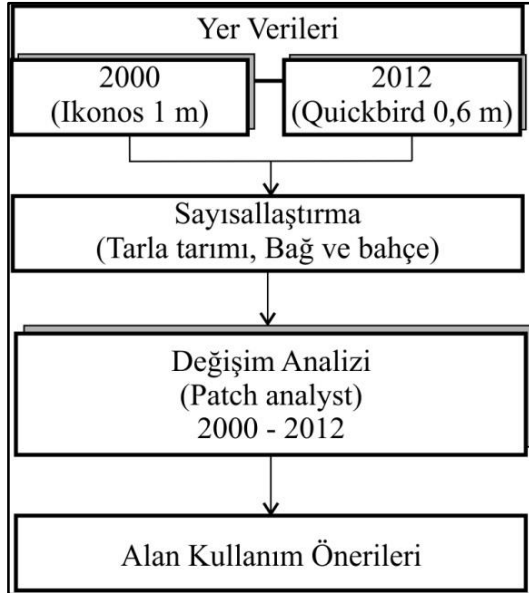 Yer Verileri
2000
(Ikonos 1 m)
2012
(Quickbird 0,6 m)
Sayısallaştırma
(Tarla tarımı, Bağ ve bahçe)
Değişim Analizi
(Patch analyst)
2000 - 2012
Alan Kullanım Önerileri